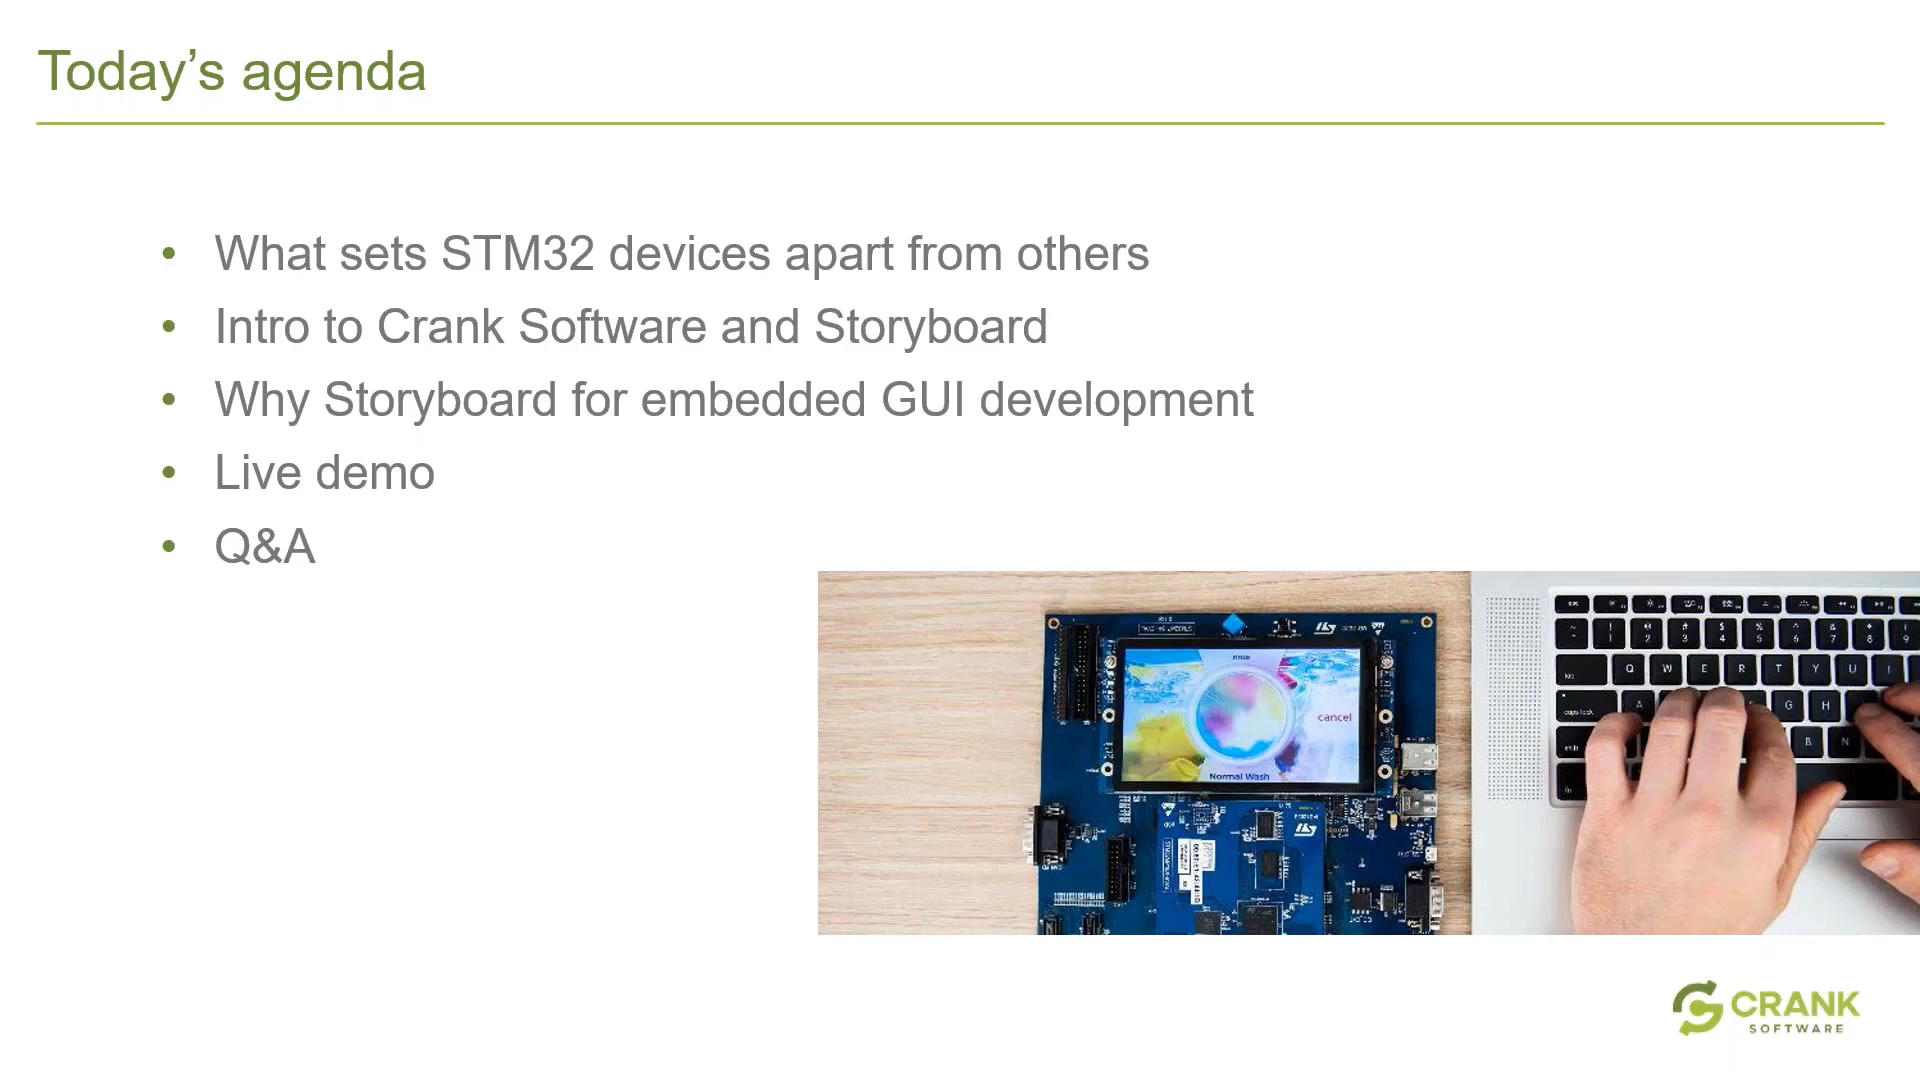 Today’s agenda
• What sets STM32 devices apart from others
• Intro to Crank Software and Storyboard
• Why Storyboard for embedded GUI development
• Live demo
• Q&A
rinse
cancel
Normal Wash
Q W E R T Y U I
A G H
B N
CRANK
SOFTWARE